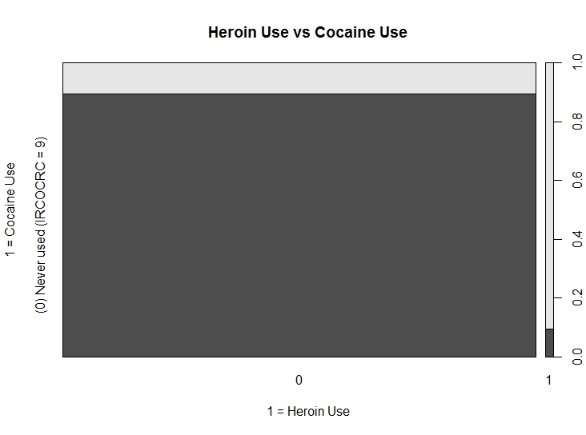 Heroin Use vs Cocaine Use
1 = Cocaine Use
(0) Never used (IRCOCRC = 9)
1.0
0.8
0.6
0.4
0.2
0.0
0
1
1 = Heroin Use